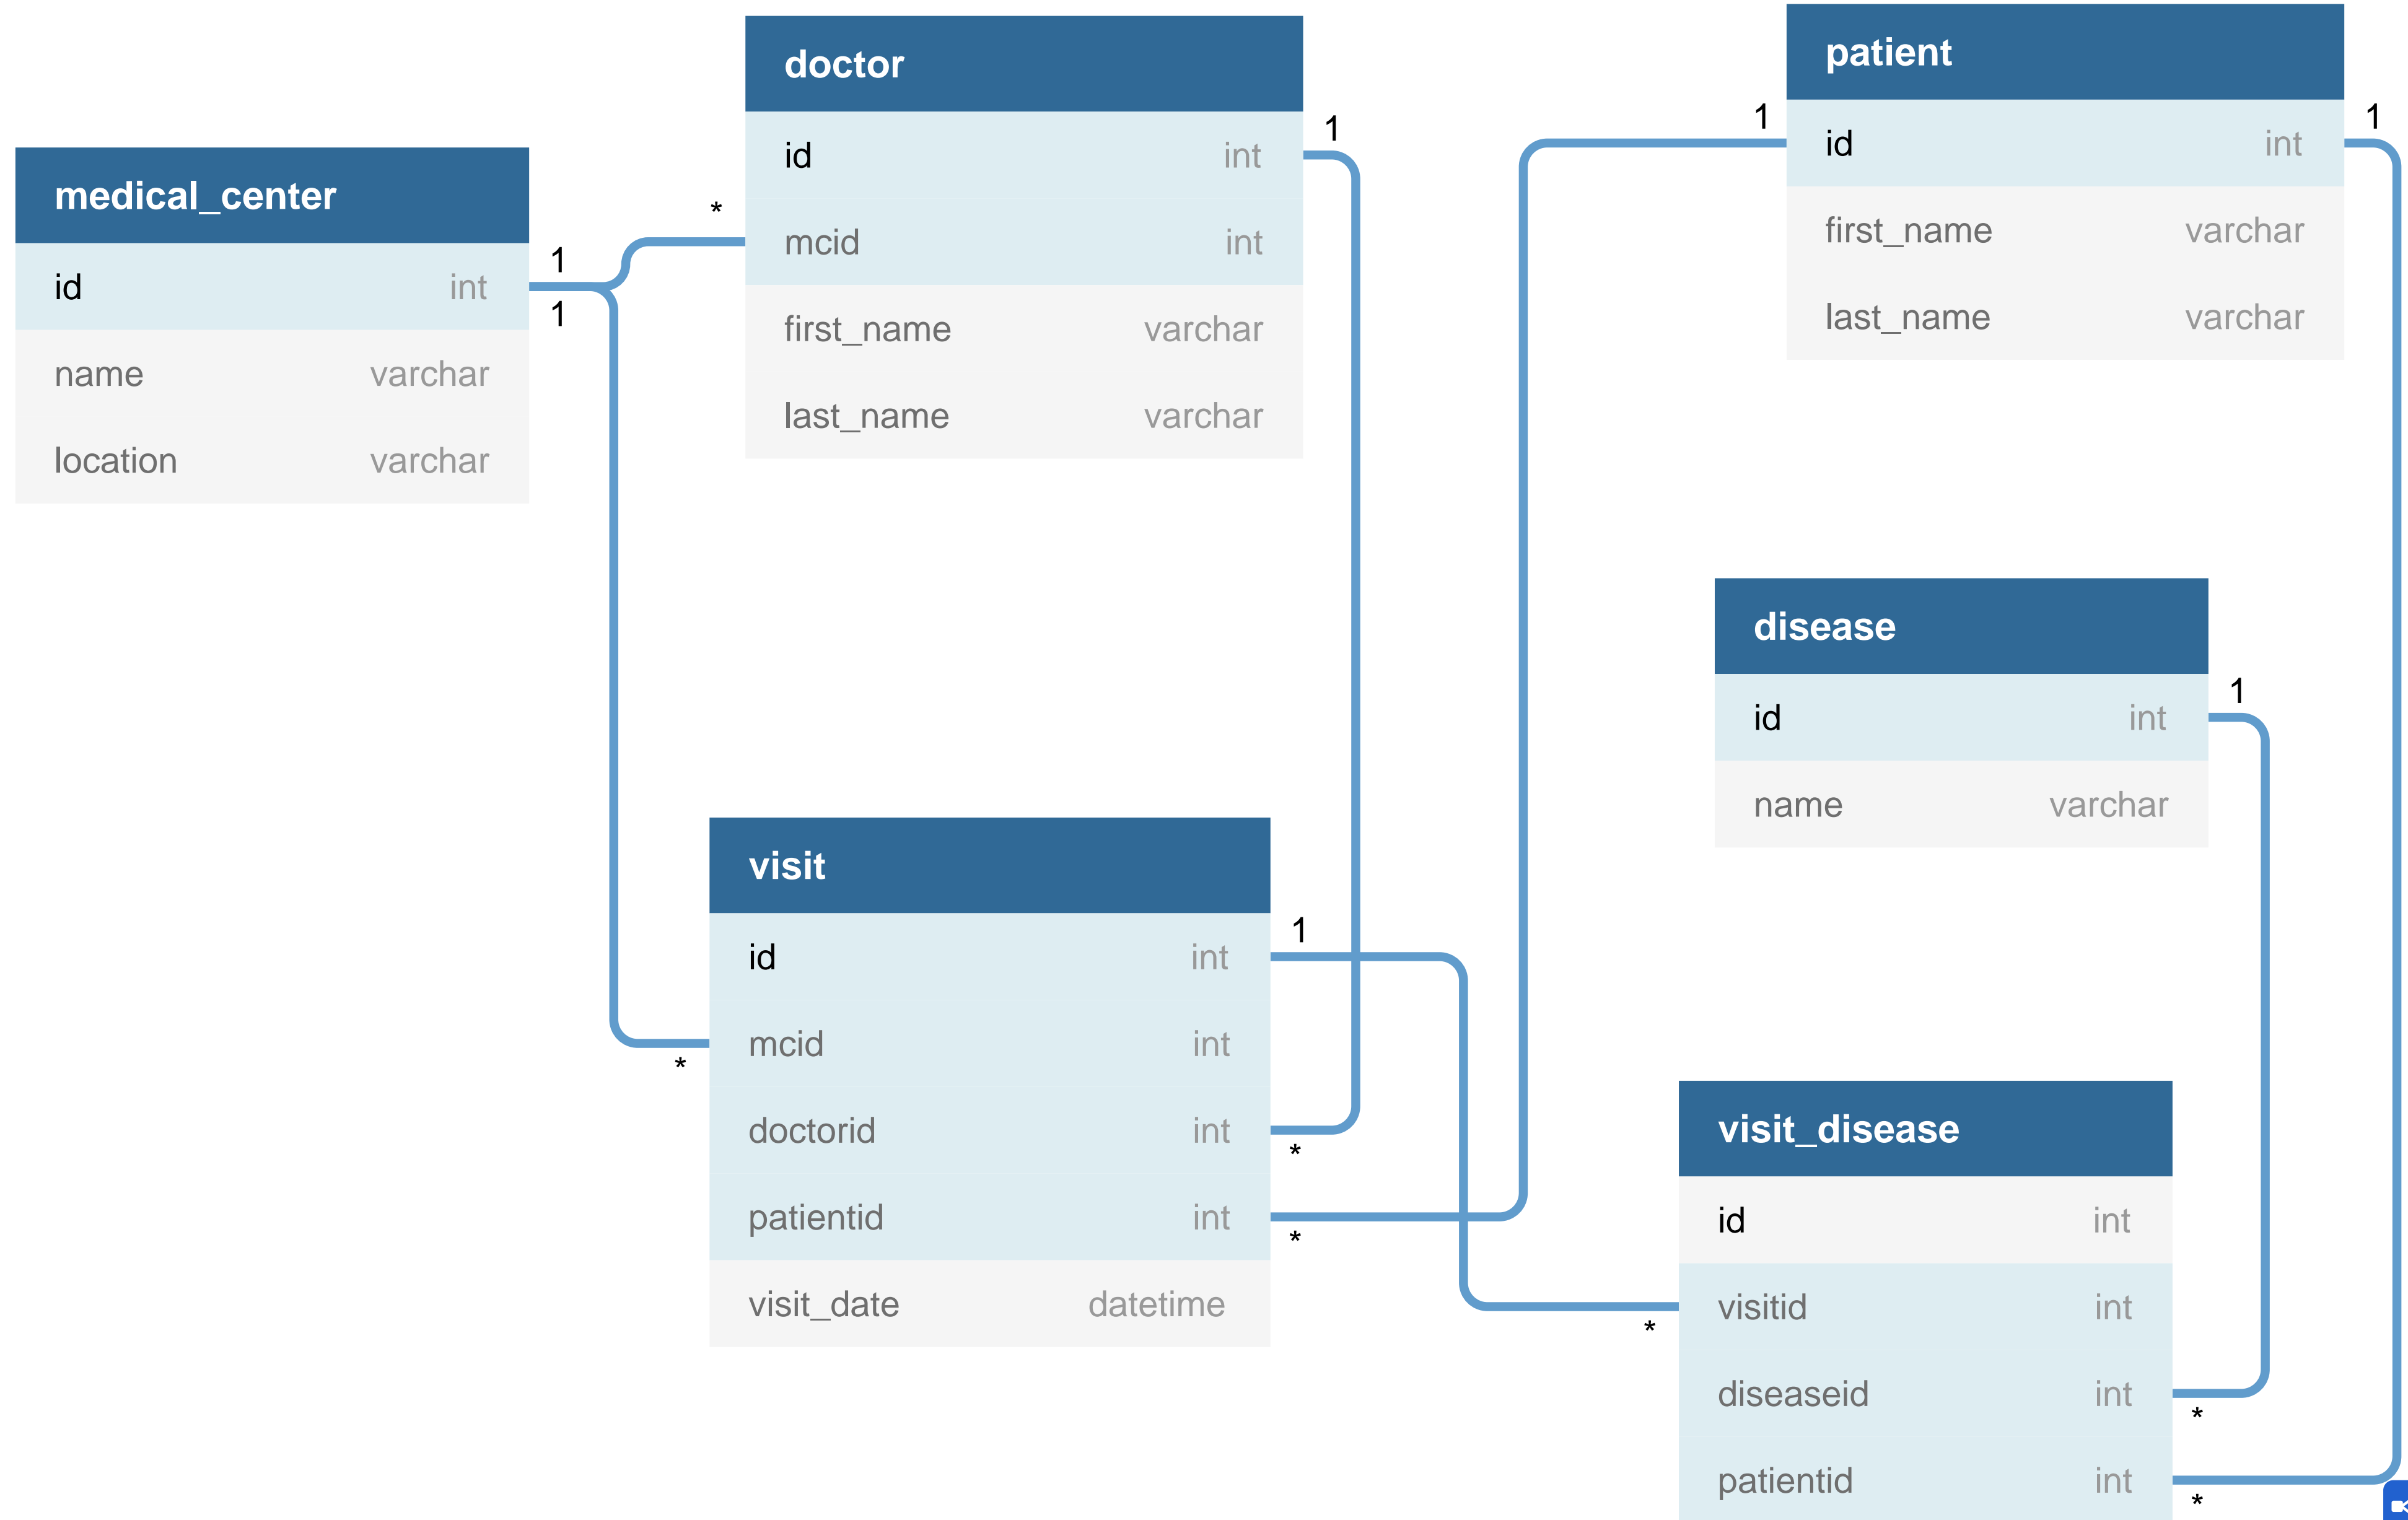 medical_center
id int
name varchar
location varchar
1
1
*
doctor
id int
mcid int
first_name varchar
last_name varchar
1
patient
id int
first_name varchar
last_name varchar
1
1
disease
id int
name varchar
1
visit
id int
mcid int
doctorid int
patientid int
visit_date datetime
1
*
*
*
visit_disease
id int
visitid int
diseaseid int
patientid int
*
*
*